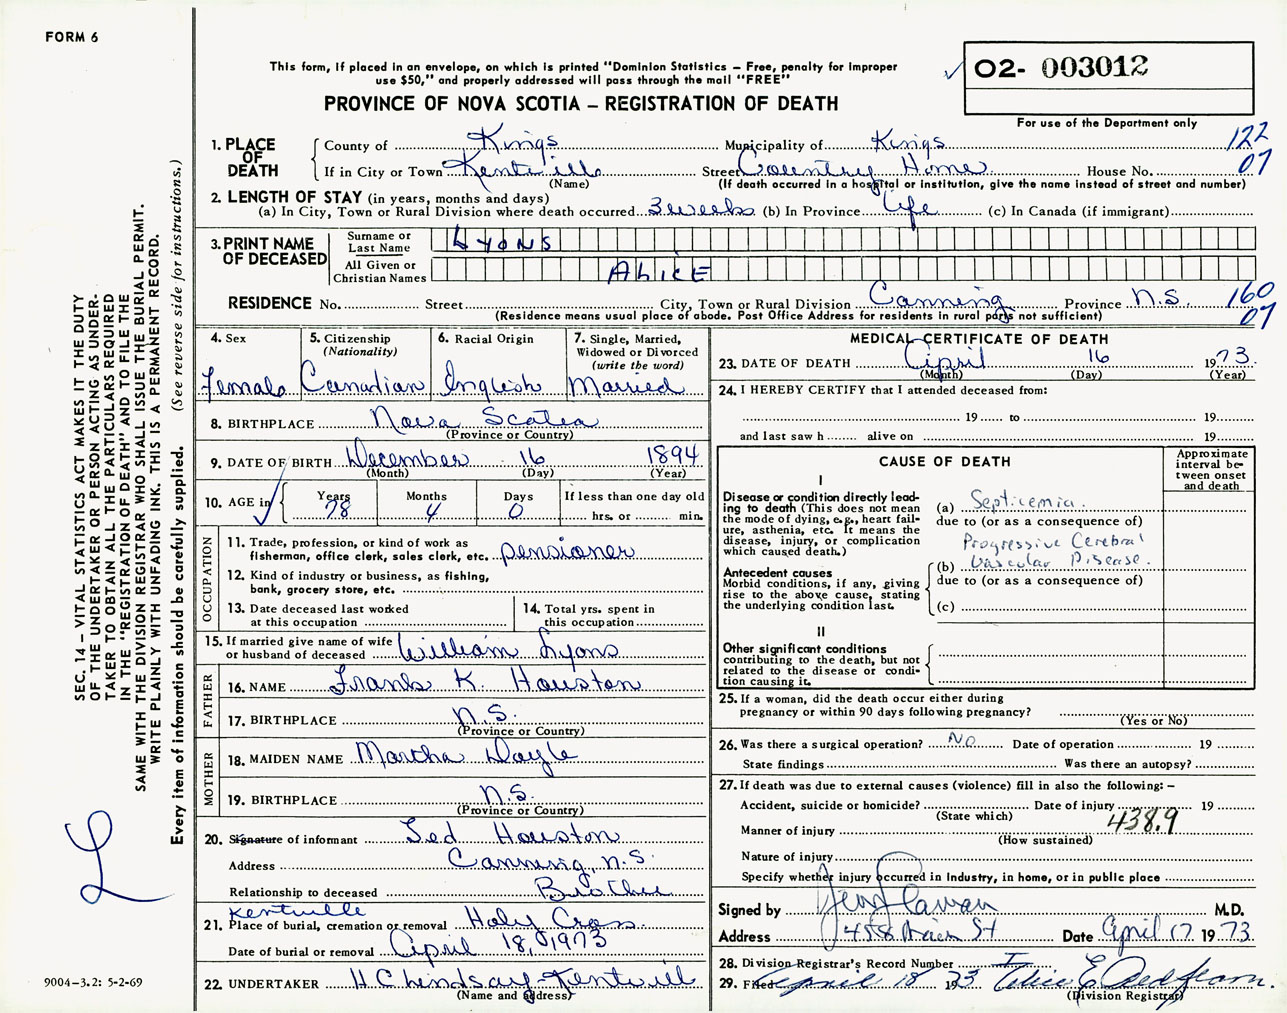 FORM 6
This form, if placed in an envelope, on which is printed "Dominion Statistics – Free, penalty for improper
use $50," and properly addressed will pass through the mail "FREE"
PROVINCE OF NOVA SCOTIA – REGISTRATION OF DEATH
02- 003012
For use of the Department only
1. PLACE OF DEATH
County of Kings Municipality of Kings 122
If in City or Town Kentville Street Country Home House No. 07
(Name) (If death occurred in a hospital or institution, give the name instead of street and number)
2. LENGTH OF STAY (in years, months and days)
(a) In City, Town or Rural Division where death occurred 3 weeks (b) In Province Life (c) In Canada (if immigrant)
3. PRINT NAME OF DECEASED
Surname or Last Name LYONS
All Given or Christian Names ALICE
RESIDENCE No. Street City, Town or Rural Division Canning Province N.S 160
(Residence means usual place of abode. Post Office Address for residents in rural parts not sufficient) 07
4. Sex Female
5. Citizenship (Nationality) Canadian
6. Racial Origin Inglish
7. Single, Married, Widowed or Divorced (write the word) Married
8. BIRTHPLACE Nova Scotia
(Province or Country)
9. DATE OF BIRTH December 16 1894
(Month) (Day) (Year)
10. AGE in Years 78 Months 4 Days 0 If less than one day old hrs. or min.
OCCUPATION
11. Trade, profession, or kind of work as fisherman, office clerk, sales clerk, etc. pensioner
12. Kind of industry or business, as fishing, bank, grocery store, etc.
13. Date deceased last worked at this occupation
14. Total yrs. spent in this occupation
15. If married give name of wife or husband of deceased William Lyons
FATHER
16. NAME Frank K. Houston
17. BIRTHPLACE N.S.
(Province or Country)
MOTHER
18. MAIDEN NAME Martha Doyle
19. BIRTHPLACE N.S.
(Province or Country)
20. Signature of informant Ted Houston
Address Canning, N.S.
Relationship to deceased Brother
Kentville
21. Place of burial, cremation or removal Holy Cross
Date of burial or removal April 18, 1973
22. UNDERTAKER H.C. Lindsay - Kentville
(Name and address)
MEDICAL CERTIFICATE OF DEATH
23. DATE OF DEATH April 16 1973
(Month) (Day) (Year)
24. I HEREBY CERTIFY that I attended deceased from:
19 to 19
and last saw h alive on 19
CAUSE OF DEATH
Approximate interval between onset and death
I
Disease or condition directly leading to death (This does not mean the mode of dying, e.g., heart failure, asthenia, etc. It means the disease, injury, or complication which caused death.)
(a) Septicemia
due to (or as a consequence of)
Antecedent causes
Morbid conditions, if any, giving rise to the above cause, stating the underlying condition last.
Progressive Cerebral
(b) Vascular Disease.
due to (or as a consequence of)
(c)
II
Other significant conditions contributing to the death, but not related to the disease or condition causing it.
25. If a woman, did the death occur either during pregnancy or within 90 days following pregnancy?
(Yes or No)
26. Was there a surgical operation? No Date of operation 19
State findings Was there an autopsy?
27. If death was due to external causes (violence) fill in also the following: –
Accident, suicide or homicide? Date of injury 19
(State which) 438.9
Manner of injury
(How sustained)
Nature of injury
Specify whether injury occurred in industry, in home, or in public place
Signed by M.D.
Address 458 Main St Date April 17 1973
28. Division Registrar's Record Number
29. Filed April 18 1973 E
(Division Registrar)
SEC. 14 – VITAL STATISTICS ACT MAKES IT THE DUTY
OF THE UNDERTAKER OR PERSON ACTING AS UNDER-
TAKER TO OBTAIN ALL THE PARTICULARS REQUIRED
IN THE "REGISTRATION OF DEATH" AND TO FILE THE
SAME WITH THE DIVISION REGISTRAR WHO SHALL ISSUE THE BURIAL PERMIT.
WRITE PLAINLY WITH UNFADING INK. THIS IS A PERMANENT RECORD.
Every item of information should be carefully supplied. (See reverse side for instructions.)
L
9004–3.2: 5-2-69